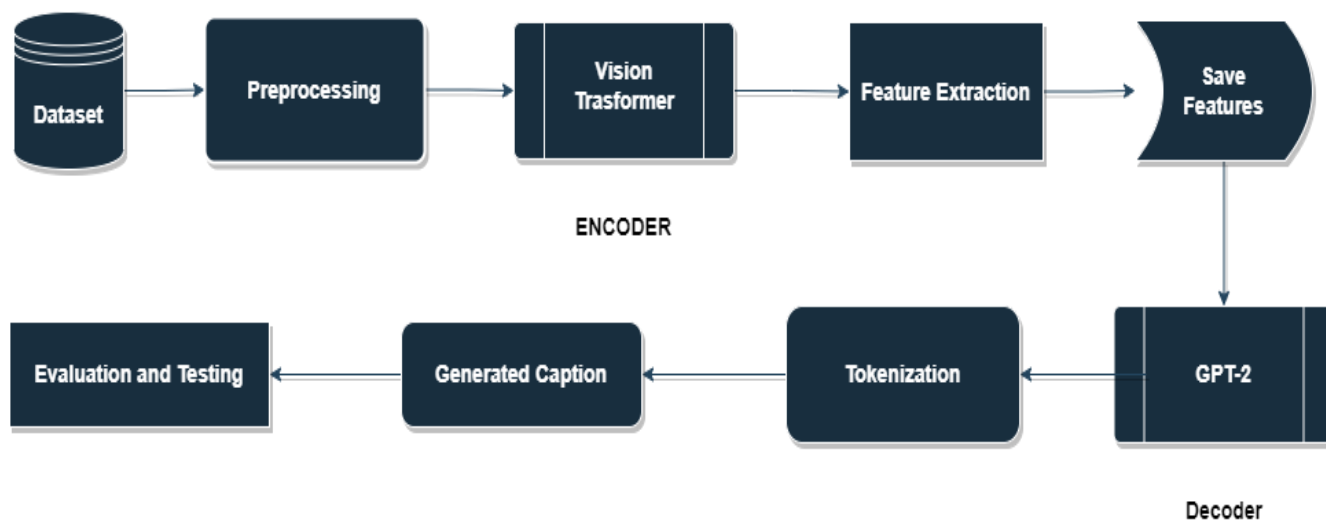 Dataset
Preprocessing
Vision
Trasformer
Feature Extraction
Save
Features
ENCODER
Evaluation and Testing
Generated Caption
Tokenization
GPT-2
Decoder